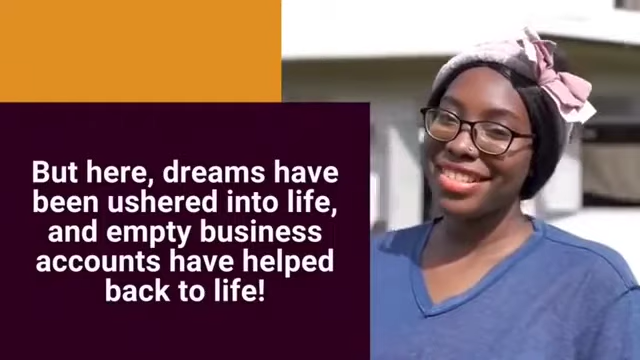 But here, dreams have
been ushered into life,
and empty business
accounts have helped
back to life!